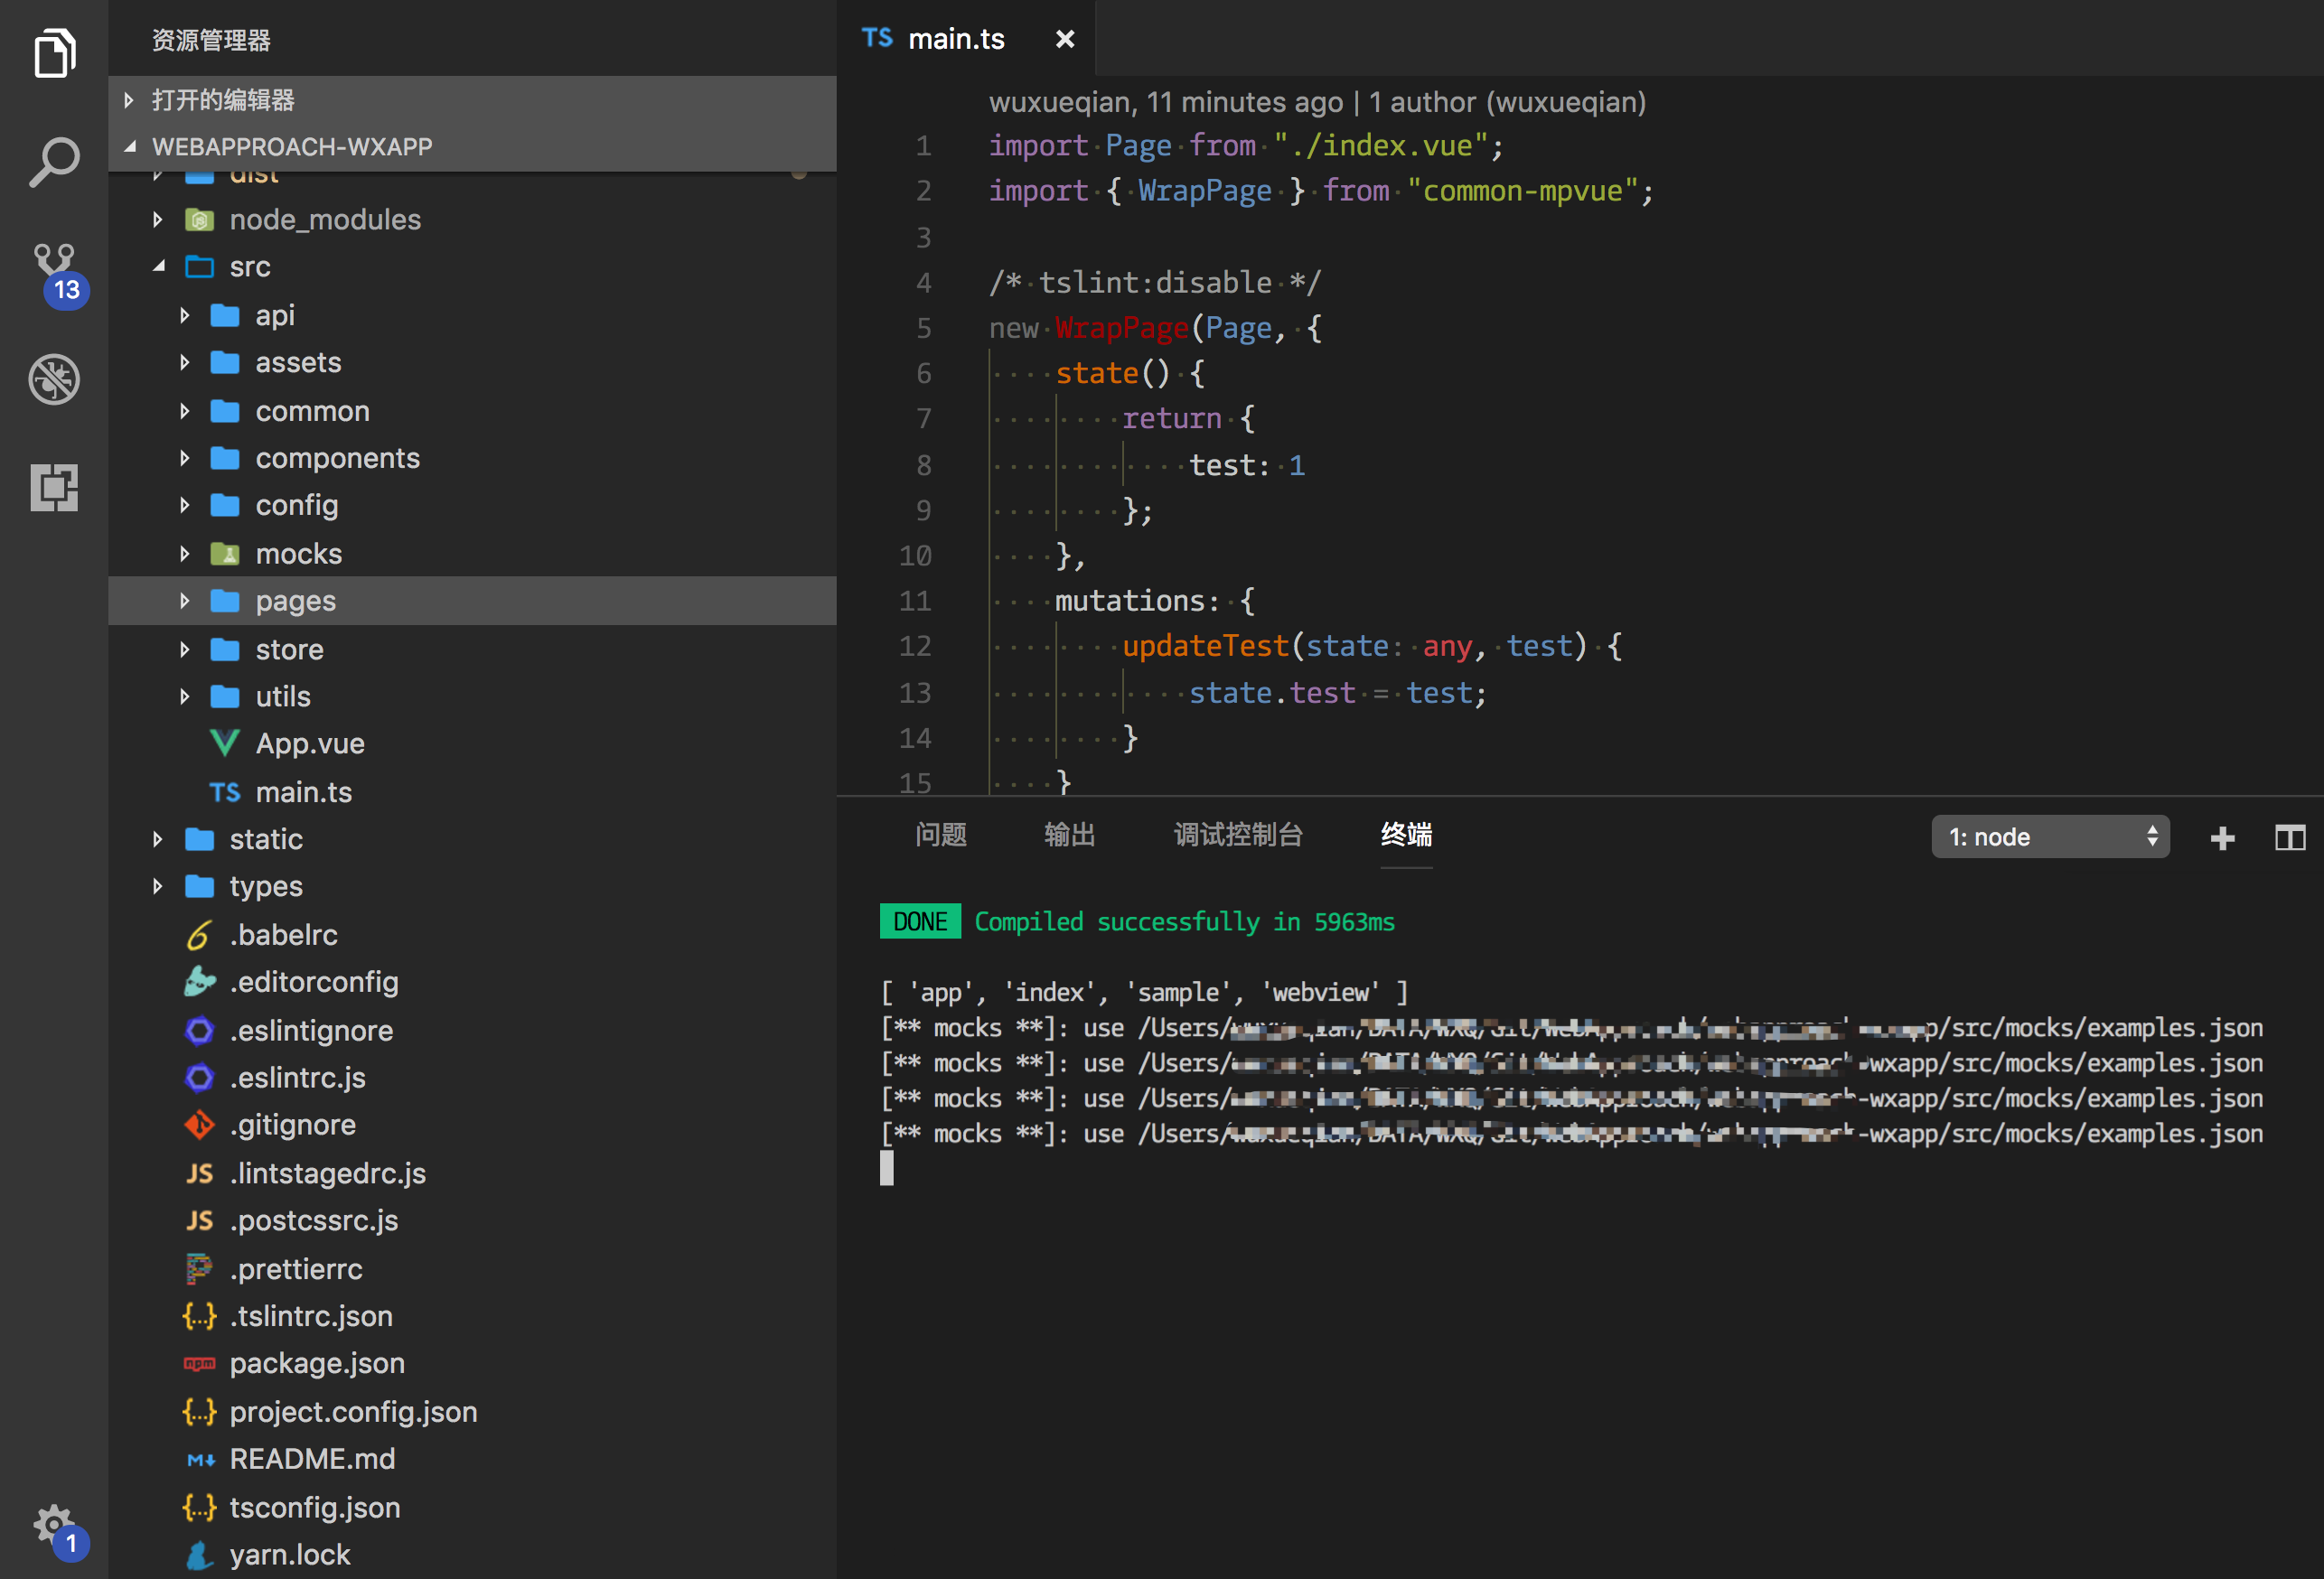 资源管理器
打开的编辑器
WEBAPPROACH-WXAPP
dist
node_modules
src
api
assets
common
components
config
mocks
pages
store
utils
App.vue
TS main.ts
static
types
.babelrc
.editorconfig
.eslintignore
.eslintrc.js
.gitignore
JS .lintstagedrc.js
JS .postcssrc.js
.prettierrc
{..} .tslintrc.json
npm package.json
{..} project.config.json
M↓ README.md
{..} tsconfig.json
yarn.lock
13
1
TS main.ts ×
wuxueqian, 11 minutes ago | 1 author (wuxueqian)
1 import Page from "./index.vue";
2 import { WrapPage } from "common-mpvue";
3
4 /* tslint:disable */
5 new WrapPage(Page, {
6 state() {
7 return {
8 test: 1
9 };
10 },
11 mutations: {
12 updateTest(state: any, test) {
13 state.test = test;
14 }
15 }
问题 输出 调试控制台 终端 1: node
DONE Compiled successfully in 5963ms
[ 'app', 'index', 'sample', 'webview' ]
[** mocks **]: use /Users/ p/src/mocks/examples.json
[** mocks **]: use /Users/ -wxapp/src/mocks/examples.json
[** mocks **]: use /Users/ -wxapp/src/mocks/examples.json
[** mocks **]: use /Users/ -wxapp/src/mocks/examples.json